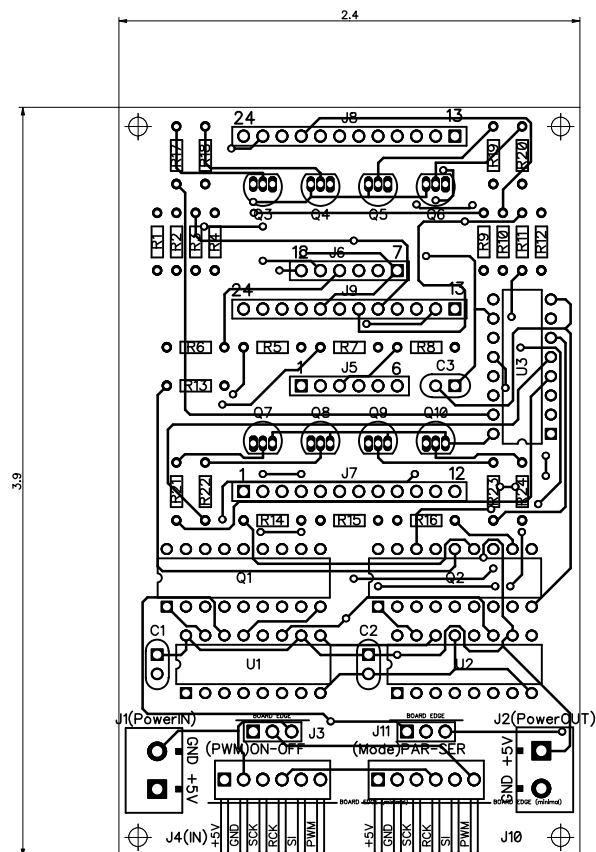 2.4
3.9
24 J8 13
R17 R18 R19 R20
Q3 Q4 Q5 Q6
R1 R2 R3 R4 R9 R10 R11 R12
18 J6 7
24 J9 13
R6 R5 R7 R8 U3
1 J5 6 C3
R13
Q7 Q8 Q9 Q10
1 J7 12
R21 R22 R23 R24
R14 R15 R16
Q1 Q2
C1 C2
U1 U2
J1(PowerIN) BOARD EDGE BOARD EDGE J2(PowerOUT)
J3 J11
(PWM)ON-OFF (Mode)PAR-SER
GND +5V GND +5V
BOARD EDGE (minimal) BOARD EDGE (minimal)
J4(IN) +5V GND SCK RCK SI PWM +5V GND SCK RCK SI PWM J10